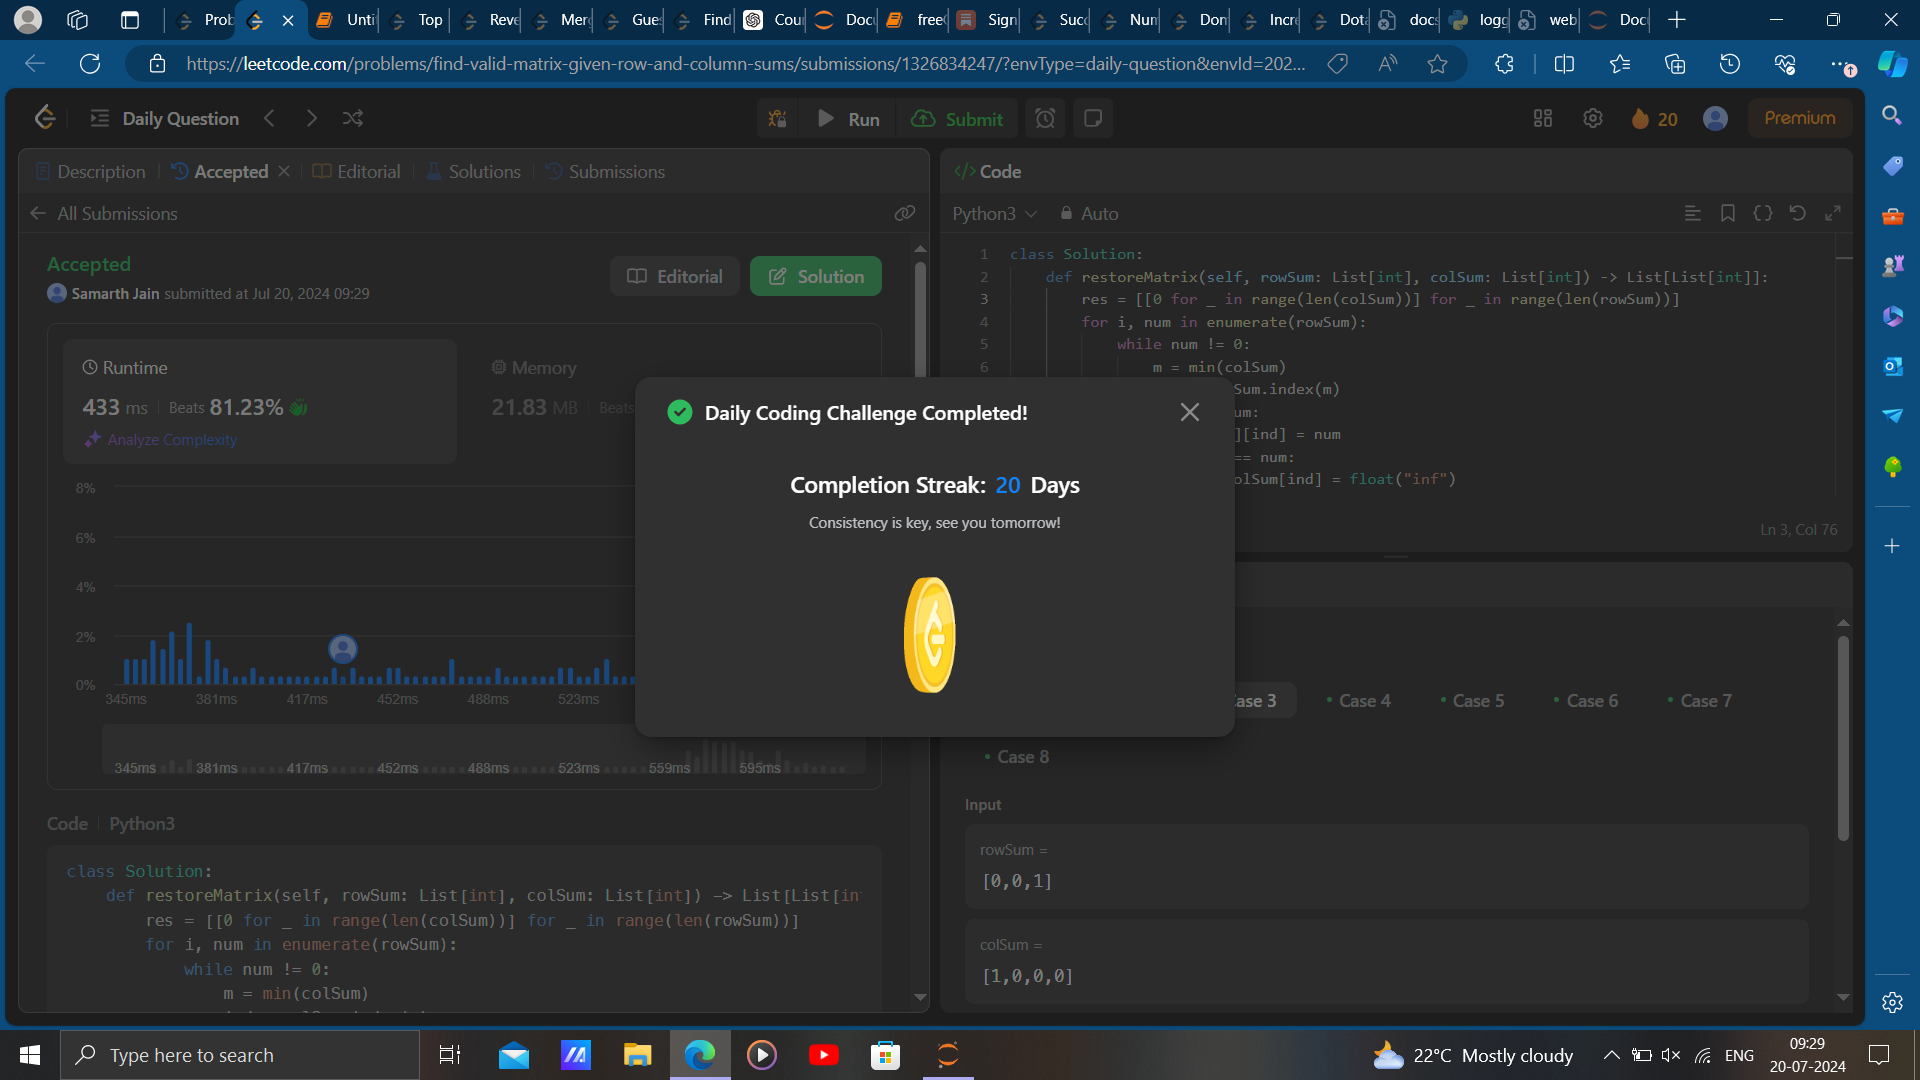 Prob
Unti
Top
Reve
Merg
Gues
Find
Cour
Docu
free
Sign
Succ
Num
Dom
Incre
Dota
docs
logg
web
Doc
https://leetcode.com/problems/find-valid-matrix-given-row-and-column-sums/submissions/1326834247/?envType=daily-question&envId=202...
Daily Question
Run
Submit
20
Premium
Description
Accepted
Editorial
Solutions
Submissions
All Submissions
Accepted
Samarth Jain submitted at Jul 20, 2024 09:29
Editorial
Solution
Runtime
433 ms
Beats 81.23%
Analyze Complexity
Memory
21.83 MB
Beats
8%
6%
4%
2%
0%
345ms 381ms 417ms 452ms 488ms 523ms
345ms 381ms 417ms 452ms 488ms 523ms 559ms 595ms
Code
Python3
class Solution:
def restoreMatrix(self, rowSum: List[int], colSum: List[int]) -> List[List[in
res = [[0 for _ in range(len(colSum))] for _ in range(len(rowSum))]
for i, num in enumerate(rowSum):
while num != 0:
m = min(colSum)
Daily Coding Challenge Completed!
Completion Streak: 20 Days
Consistency is key, see you tomorrow!
</> Code
Python3
Auto
1 class Solution:
2 def restoreMatrix(self, rowSum: List[int], colSum: List[int]) -> List[List[int]]:
3 res = [[0 for _ in range(len(colSum))] for _ in range(len(rowSum))]
4 for i, num in enumerate(rowSum):
5 while num != 0:
6 m = min(colSum)
Sum.index(m)
um:
][ind] = num
== num:
olSum[ind] = float("inf")
Ln 3, Col 76
ase 3
Case 4
Case 5
Case 6
Case 7
Case 8
Input
rowSum =
[0,0,1]
colSum =
[1,0,0,0]
Type here to search
22°C Mostly cloudy
ENG
09:29
20-07-2024